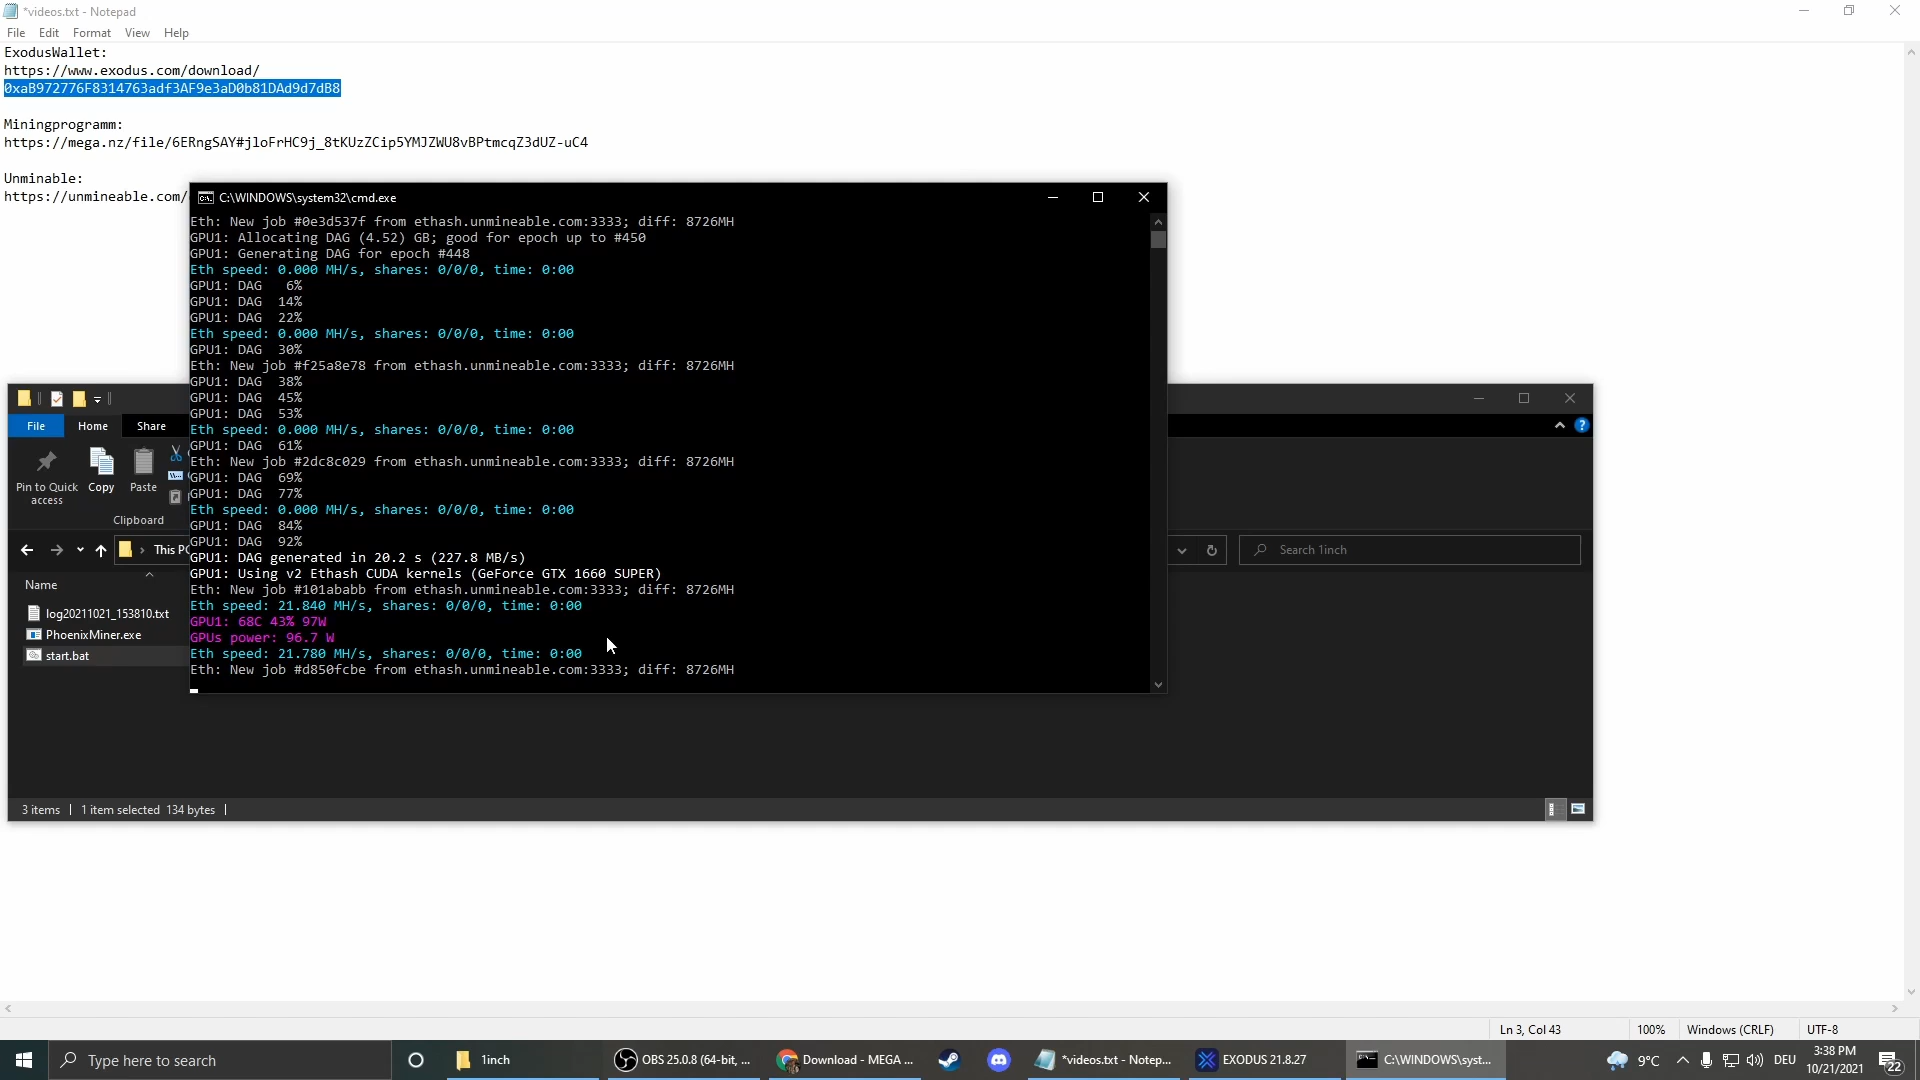 *videos.txt - Notepad
File Edit Format View Help
ExodusWallet:
https://www.exodus.com/download/
0xaB972776F8314763adf3AF9e3aD0b81DAd9d7dB8
Miningprogramm:
https://mega.nz/file/6ERngSAY#jloFrHC9j_8tKUzZCip5YMJZWU8vBPtmcqZ3dUZ-uC4
Unminable:
https://unmineable.com/
C:\WINDOWS\system32\cmd.exe
Eth: New job #0e3d537f from ethash.unmineable.com:3333; diff: 8726MH
GPU1: Allocating DAG (4.52) GB; good for epoch up to #450
GPU1: Generating DAG for epoch #448
Eth speed: 0.000 MH/s, shares: 0/0/0, time: 0:00
GPU1: DAG 6%
GPU1: DAG 14%
GPU1: DAG 22%
Eth speed: 0.000 MH/s, shares: 0/0/0, time: 0:00
GPU1: DAG 30%
Eth: New job #f25a8e78 from ethash.unmineable.com:3333; diff: 8726MH
GPU1: DAG 38%
GPU1: DAG 45%
GPU1: DAG 53%
Eth speed: 0.000 MH/s, shares: 0/0/0, time: 0:00
GPU1: DAG 61%
Eth: New job #2dc8c029 from ethash.unmineable.com:3333; diff: 8726MH
GPU1: DAG 69%
GPU1: DAG 77%
Eth speed: 0.000 MH/s, shares: 0/0/0, time: 0:00
GPU1: DAG 84%
GPU1: DAG 92%
GPU1: DAG generated in 20.2 s (227.8 MB/s)
GPU1: Using v2 Ethash CUDA kernels (GeForce GTX 1660 SUPER)
Eth: New job #101ababb from ethash.unmineable.com:3333; diff: 8726MH
Eth speed: 21.840 MH/s, shares: 0/0/0, time: 0:00
GPU1: 68C 43% 97W
GPUs power: 96.7 W
Eth speed: 21.780 MH/s, shares: 0/0/0, time: 0:00
Eth: New job #d850fcbe from ethash.unmineable.com:3333; diff: 8726MH
File Home Share
Pin to Quick access
Copy
Paste
Clipboard
This PC
Search 1inch
Name
log20211021_153810.txt
PhoenixMiner.exe
start.bat
3 items 1 item selected 134 bytes
Ln 3, Col 43 100% Windows (CRLF) UTF-8
Type here to search
1inch
OBS 25.0.8 (64-bit, ...
Download - MEGA ...
*videos.txt - Notep...
EXODUS 21.8.27
C:\WINDOWS\syst...
9°C
DEU
3:38 PM
10/21/2021
22